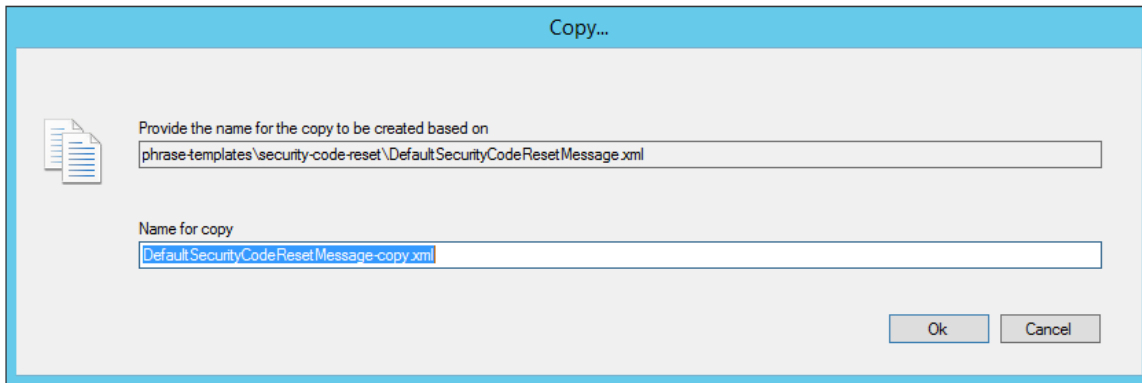 Copy...
Provide the name for the copy to be created based on
phrase-templates\security-code-reset\DefaultSecurityCodeResetMessage.xml
Name for copy
DefaultSecurityCodeResetMessage-copy.xml
Ok Cancel